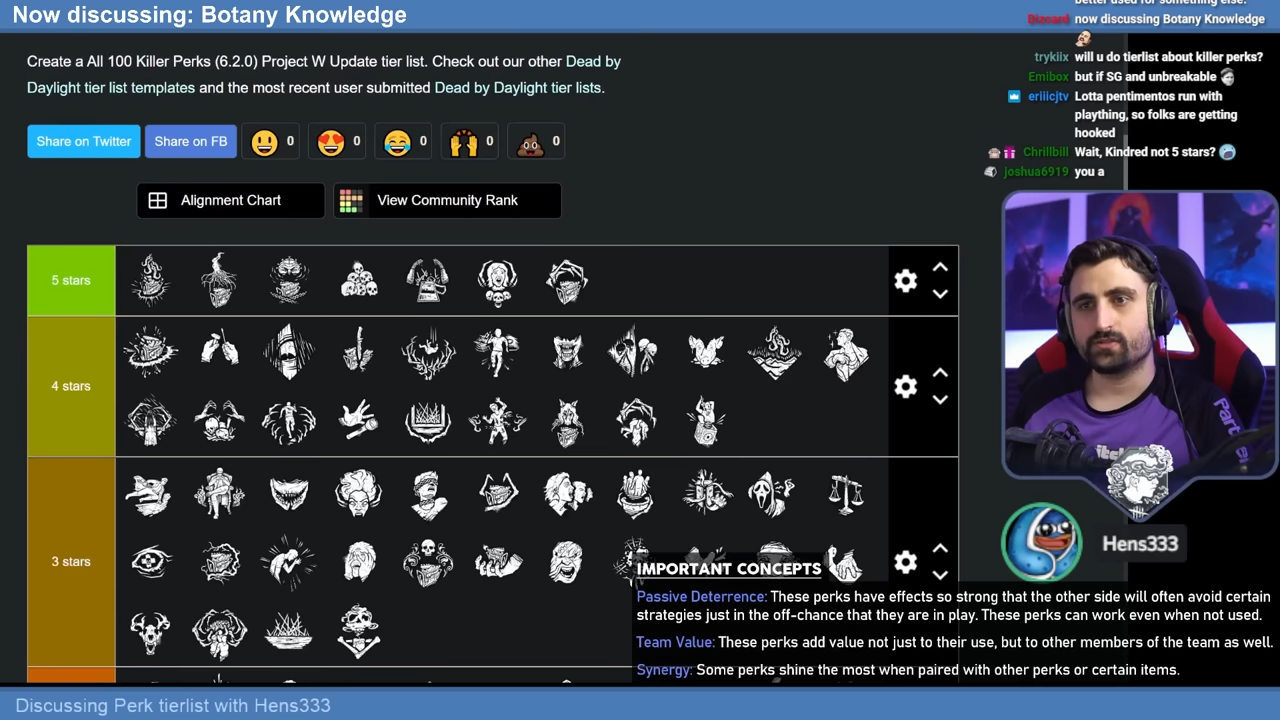 Now discussing: Botany Knowledge
better used for something else.
Dizcard now discussing Botany Knowledge
trykiix will u do tierlist about killer perks?
Emibox but if SG and unbreakable
eriiicjtv Lotta pentimentos run with
plaything, so folks are getting
hooked
Chrillbill Wait, Kindred not 5 stars?
joshua6919 you a
Create a All 100 Killer Perks (6.2.0) Project W Update tier list. Check out our other Dead by
Daylight tier list templates and the most recent user submitted Dead by Daylight tier lists.
Share on Twitter
Share on FB
0
0
0
0
0
Alignment Chart
View Community Rank
5 stars
4 stars
3 stars
Hens333
IMPORTANT CONCEPTS
Passive Deterrence: These perks have effects so strong that the other side will often avoid certain
strategies just in the off-chance that they are in play. These perks can work even when not used.
Team Value: These perks add value not just to their use, but to other members of the team as well.
Synergy: Some perks shine the most when paired with other perks or certain items.
Discussing Perk tierlist with Hens333